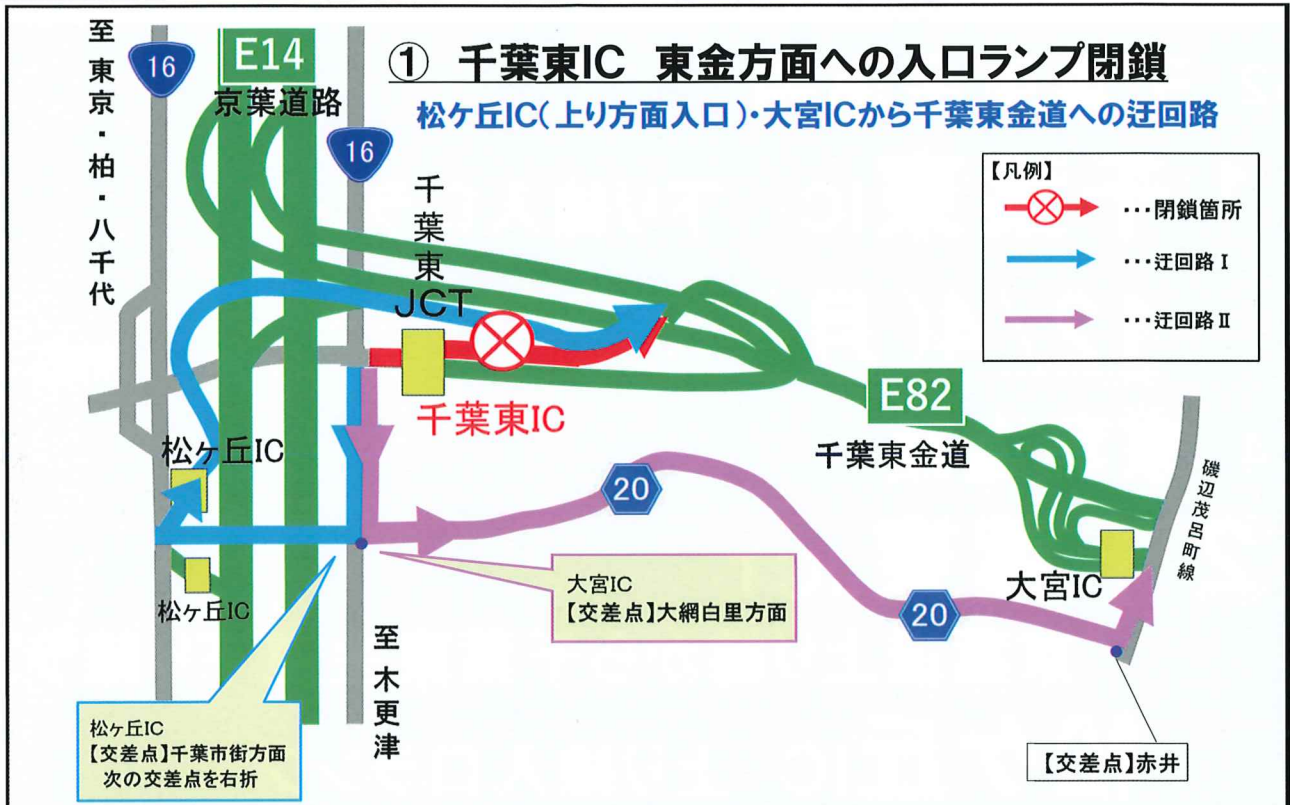 ① 千葉東IC 東金方面への入口ランプ閉鎖
松ケ丘IC(上り方面入口)・大宮ICから千葉東金道への迂回路
至東京・柏・八千代
16
E14
京葉道路
16
千葉東
JCT
【凡例】
…閉鎖箇所
…迂回路Ⅰ
…迂回路Ⅱ
千葉東IC
E82
千葉東金道
松ヶ丘IC
松ヶ丘IC
20
20
大宮IC
磯辺茂呂町線
大宮IC
【交差点】大網白里方面
至木更津
松ヶ丘IC
【交差点】千葉市街方面
次の交差点を右折
【交差点】赤井